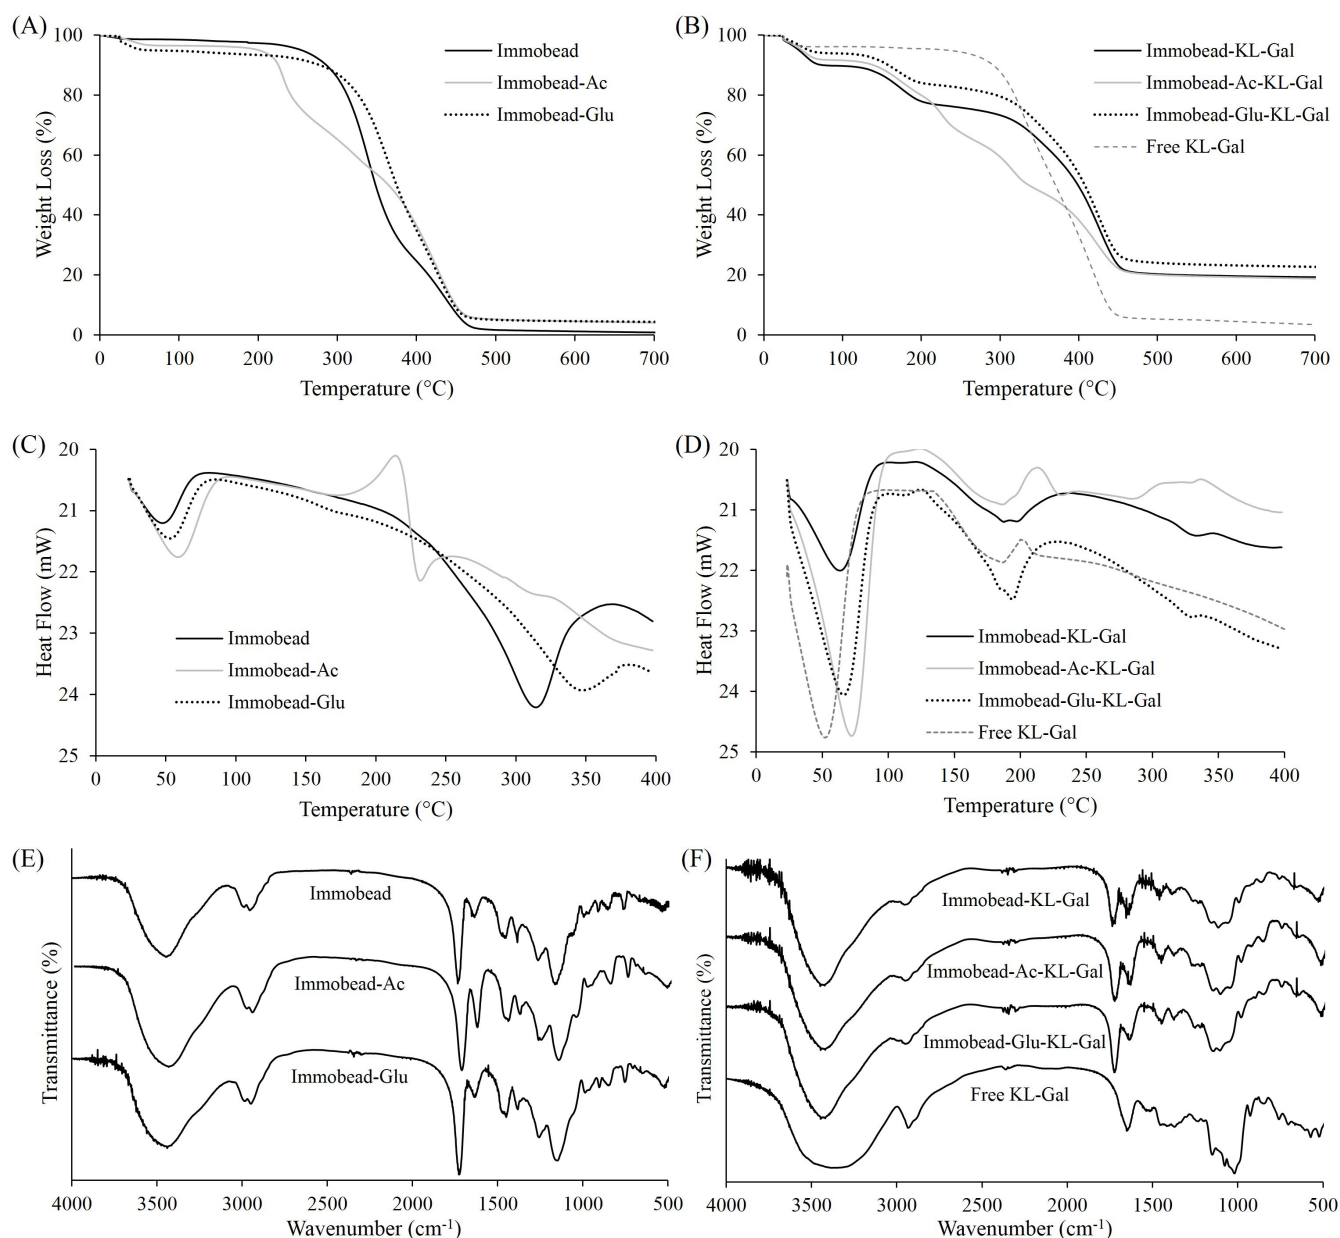 (A)
100
80
60
40
20
0
Weight Loss (%)
Immobead
Immobead-Ac
Immobead-Glu
0 100 200 300 400 500 600 700
Temperature (°C)
(B)
100
80
60
40
20
0
Weight Loss (%)
Immobead-KL-Gal
Immobead-Ac-KL-Gal
Immobead-Glu-KL-Gal
Free KL-Gal
0 100 200 300 400 500 600 700
Temperature (°C)
(C)
20
21
22
23
24
25
Heat Flow (mW)
Immobead
Immobead-Ac
Immobead-Glu
0 50 100 150 200 250 300 350 400
Temperature (°C)
(D)
20
21
22
23
24
25
Heat Flow (mW)
Immobead-KL-Gal
Immobead-Ac-KL-Gal
Immobead-Glu-KL-Gal
Free KL-Gal
0 50 100 150 200 250 300 350 400
Temperature (°C)
(E)
Transmittance (%)
Immobead
Immobead-Ac
Immobead-Glu
4000 3500 3000 2500 2000 1500 1000 500
Wavenumber (cm-1)
(F)
Transmittance (%)
Immobead-KL-Gal
Immobead-Ac-KL-Gal
Immobead-Glu-KL-Gal
Free KL-Gal
4000 3500 3000 2500 2000 1500 1000 500
Wavenumber (cm-1)